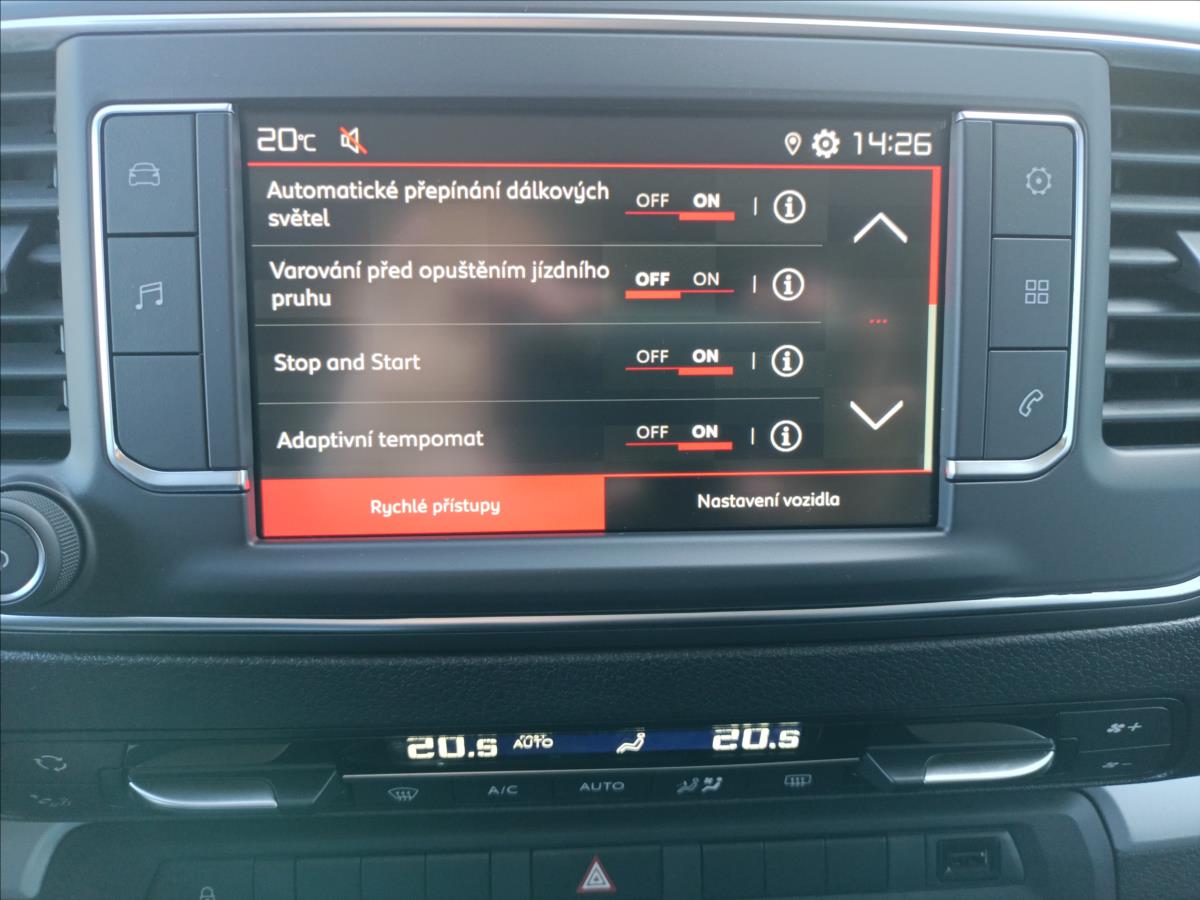 20°C 14:26
Automatické přepínání dálkových
světel
OFF ON
Varování před opuštěním jízdního
pruhu
OFF ON
Stop and Start
OFF ON
Adaptivní tempomat
OFF ON
Rychlé přístupy
Nastavení vozidla
20.5 AUTO 20.5
A/C AUTO